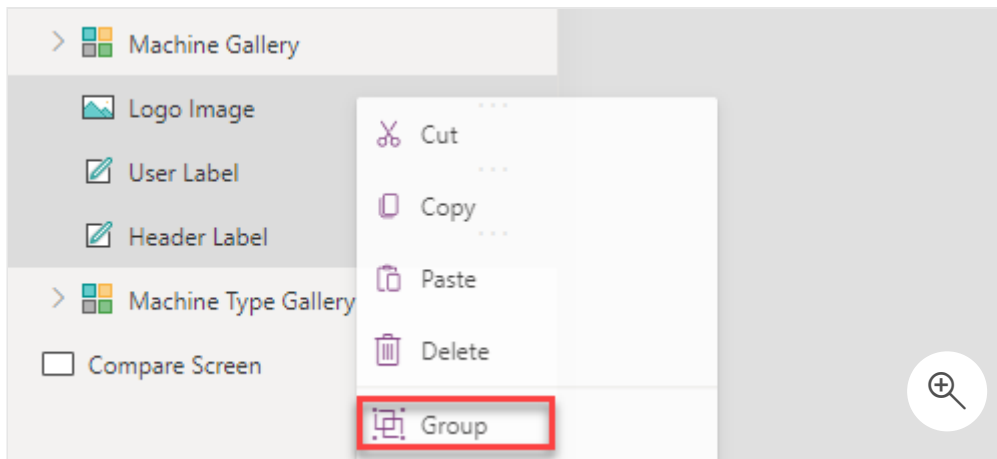 Machine Gallery
Logo Image
User Label
Header Label
Machine Type Gallery
Compare Screen
Cut
Copy
Paste
Delete
Group